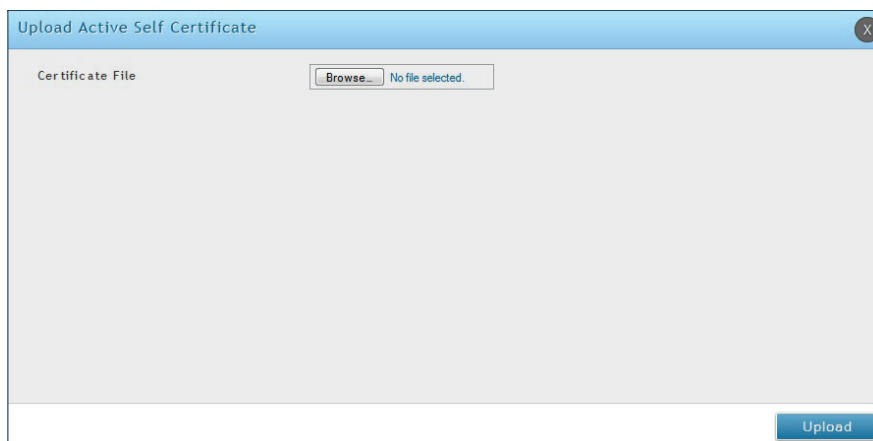 Upload Active Self Certificate
X
Certificate File
Browse... No file selected.
Upload